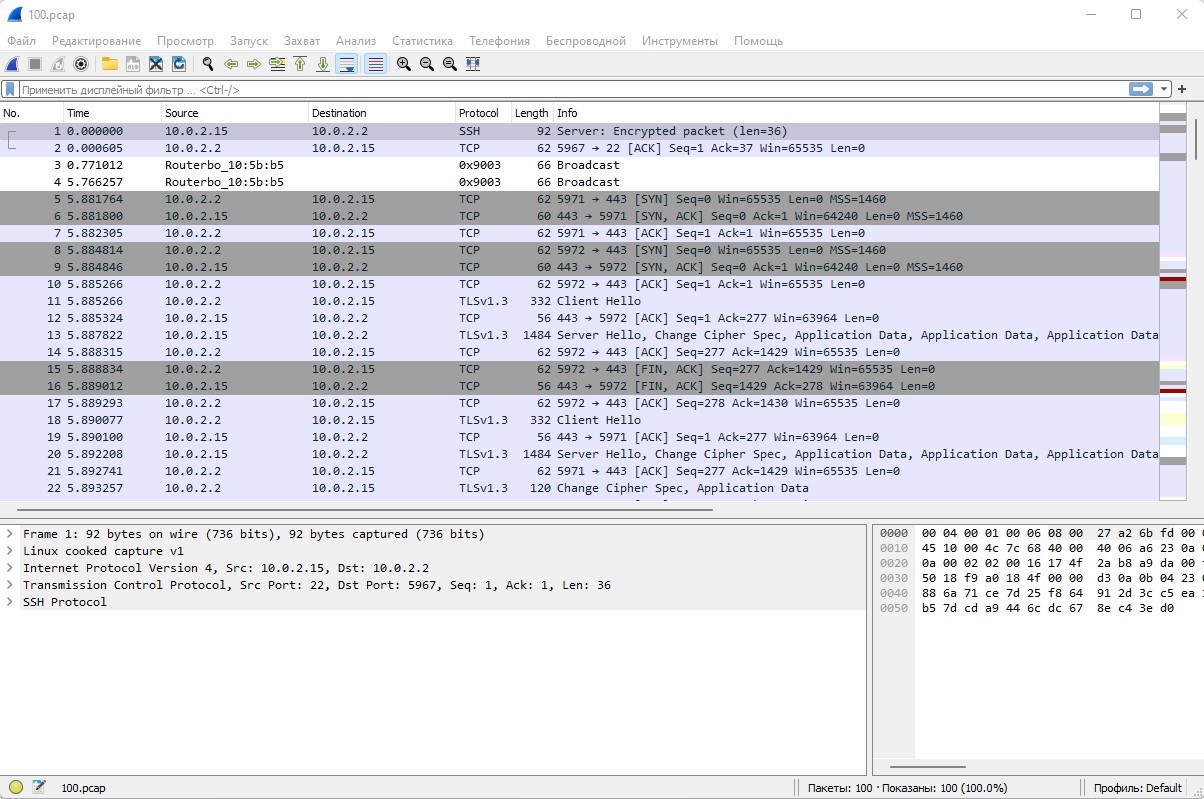 100.pcap
Файл Редактирование Просмотр Запуск Захват Анализ Статистика Телефония Беспроводной Инструменты Помощь
Применить дисплейный фильтр ... <Ctrl-/>
No. Time Source Destination Protocol Length Info
1 0.000000 10.0.2.15 10.0.2.2 SSH 92 Server: Encrypted packet (len=36)
2 0.000605 10.0.2.2 10.0.2.15 TCP 62 5967 → 22 [ACK] Seq=1 Ack=37 Win=65535 Len=0
3 0.771012 Routerbo_10:5b:b5 0x9003 66 Broadcast
4 5.766257 Routerbo_10:5b:b5 0x9003 66 Broadcast
5 5.881764 10.0.2.2 10.0.2.15 TCP 62 5971 → 443 [SYN] Seq=0 Win=65535 Len=0 MSS=1460
6 5.881800 10.0.2.15 10.0.2.2 TCP 60 443 → 5971 [SYN, ACK] Seq=0 Ack=1 Win=64240 Len=0 MSS=1460
7 5.882305 10.0.2.2 10.0.2.15 TCP 62 5971 → 443 [ACK] Seq=1 Ack=1 Win=65535 Len=0
8 5.884814 10.0.2.2 10.0.2.15 TCP 62 5972 → 443 [SYN] Seq=0 Win=65535 Len=0 MSS=1460
9 5.884846 10.0.2.15 10.0.2.2 TCP 60 443 → 5972 [SYN, ACK] Seq=0 Ack=1 Win=64240 Len=0 MSS=1460
10 5.885266 10.0.2.2 10.0.2.15 TCP 62 5972 → 443 [ACK] Seq=1 Ack=1 Win=65535 Len=0
11 5.885266 10.0.2.2 10.0.2.15 TLSv1.3 332 Client Hello
12 5.885324 10.0.2.15 10.0.2.2 TCP 56 443 → 5972 [ACK] Seq=1 Ack=277 Win=63964 Len=0
13 5.887822 10.0.2.15 10.0.2.2 TLSv1.3 1484 Server Hello, Change Cipher Spec, Application Data, Application Data, Application Data
14 5.888315 10.0.2.2 10.0.2.15 TCP 62 5972 → 443 [ACK] Seq=277 Ack=1429 Win=65535 Len=0
15 5.888834 10.0.2.2 10.0.2.15 TCP 62 5972 → 443 [FIN, ACK] Seq=277 Ack=1429 Win=65535 Len=0
16 5.889012 10.0.2.15 10.0.2.2 TCP 56 443 → 5972 [FIN, ACK] Seq=1429 Ack=278 Win=63964 Len=0
17 5.889293 10.0.2.2 10.0.2.15 TCP 62 5972 → 443 [ACK] Seq=278 Ack=1430 Win=65535 Len=0
18 5.890077 10.0.2.2 10.0.2.15 TLSv1.3 332 Client Hello
19 5.890100 10.0.2.15 10.0.2.2 TCP 56 443 → 5971 [ACK] Seq=1 Ack=277 Win=63964 Len=0
20 5.892208 10.0.2.15 10.0.2.2 TLSv1.3 1484 Server Hello, Change Cipher Spec, Application Data, Application Data, Application Data
21 5.892741 10.0.2.2 10.0.2.15 TCP 62 5971 → 443 [ACK] Seq=277 Ack=1429 Win=65535 Len=0
22 5.893257 10.0.2.2 10.0.2.15 TLSv1.3 120 Change Cipher Spec, Application Data
Frame 1: 92 bytes on wire (736 bits), 92 bytes captured (736 bits)
Linux cooked capture v1
Internet Protocol Version 4, Src: 10.0.2.15, Dst: 10.0.2.2
Transmission Control Protocol, Src Port: 22, Dst Port: 5967, Seq: 1, Ack: 1, Len: 36
SSH Protocol
0000 00 04 00 01 00 06 08 00 27 a2 6b fd 00
0010 45 10 00 4c 7c 68 40 00 40 06 a6 23 0a
0020 0a 00 02 02 00 16 17 4f 2a b8 a9 da 00
0030 50 18 f9 a0 18 4f 00 00 d3 0a 0b 04 23
0040 88 6a 71 ce 7d 25 f8 64 91 2d 3c c5 ea
0050 b5 7d cd a9 44 6c dc 67 8e c4 3e d0
100.pcap
Пакеты: 100 · Показаны: 100 (100.0%)
Профиль: Default